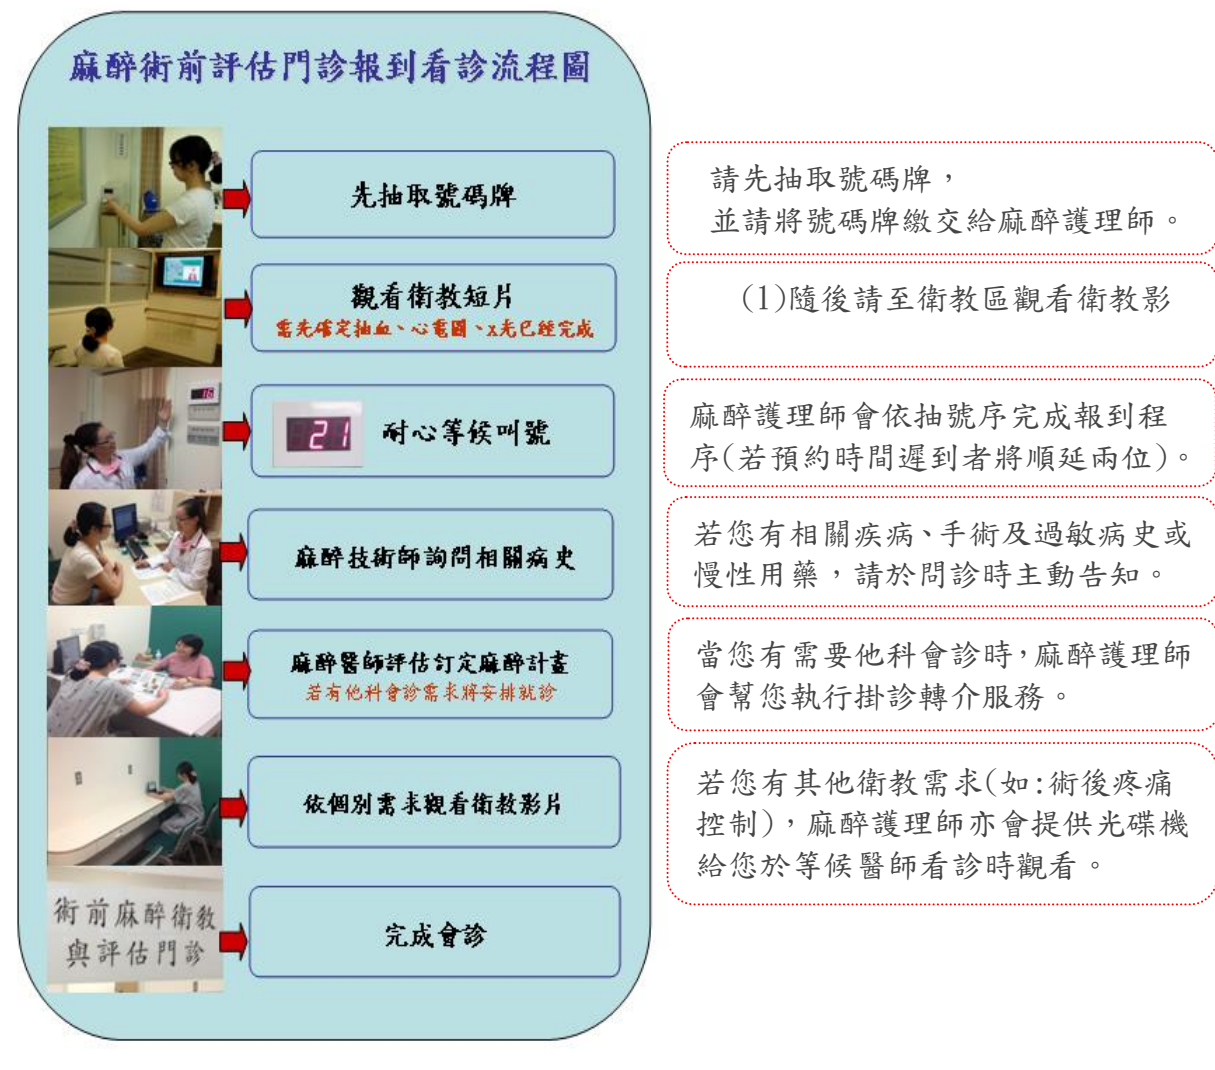 麻醉術前評估門診報到看診流程圖
先抽取號碼牌
請先抽取號碼牌，
並請將號碼牌繳交給麻醉護理師。
觀看衛教短片
需先確定抽血、心電圖、X光已經完成
(1)隨後請至衛教區觀看衛教影
16
21
耐心等候叫號
麻醉護理師會依抽號序完成報到程
序(若預約時間遲到者將順延兩位)。
麻醉技術師詢問相關病史
若您有相關疾病、手術及過敏病史或
慢性用藥，請於問診時主動告知。
麻醉醫師評估訂定麻醉計畫
若有他科會診需求將安排就診
當您有需要他科會診時，麻醉護理師
會幫您執行掛診轉介服務。
依個別需求觀看衛教影片
若您有其他衛教需求(如:術後疼痛
控制)，麻醉護理師亦會提供光碟機
給您於等候醫師看診時觀看。
術前麻醉衛教
與評估門診
完成會診